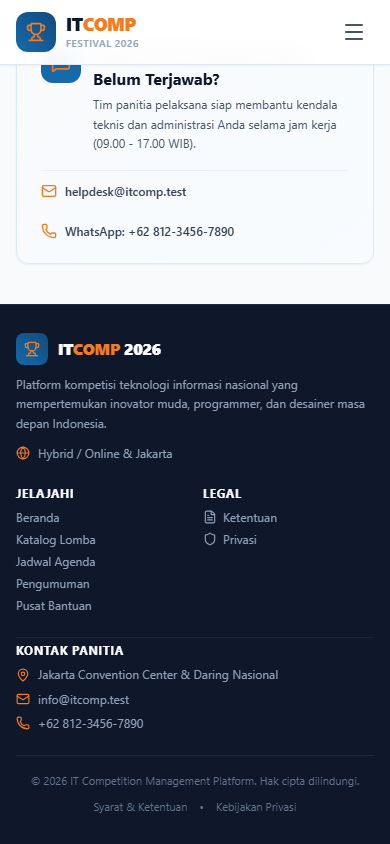 ITCOMP
FESTIVAL 2026
Belum Terjawab?
Tim panitia pelaksana siap membantu kendala
teknis dan administrasi Anda selama jam kerja
(09.00 - 17.00 WIB).
helpdesk@itcomp.test
WhatsApp: +62 812-3456-7890
ITCOMP 2026
Platform kompetisi teknologi informasi nasional yang
mempertemukan inovator muda, programmer, dan desainer masa
depan Indonesia.
Hybrid / Online & Jakarta
JELAJAHI
Beranda
Katalog Lomba
Jadwal Agenda
Pengumuman
Pusat Bantuan
LEGAL
Ketentuan
Privasi
KONTAK PANITIA
Jakarta Convention Center & Daring Nasional
info@itcomp.test
+62 812-3456-7890
© 2026 IT Competition Management Platform. Hak cipta dilindungi.
Syarat & Ketentuan • Kebijakan Privasi